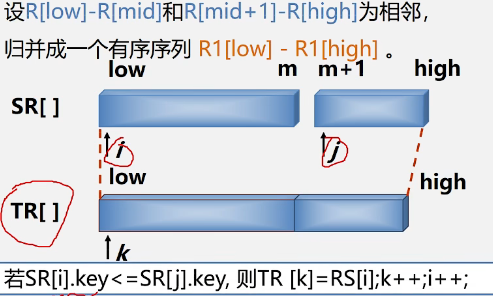 设R[low]-R[mid]和R[mid+1]-R[high]为相邻，
归并成一个有序序列 R1[low] - R1[high] 。
low m m+1 high
SR[ ]
i j
low high
TR[ ]
k
若SR[i].key<=SR[j].key, 则TR [k]=RS[i];k++;i++;